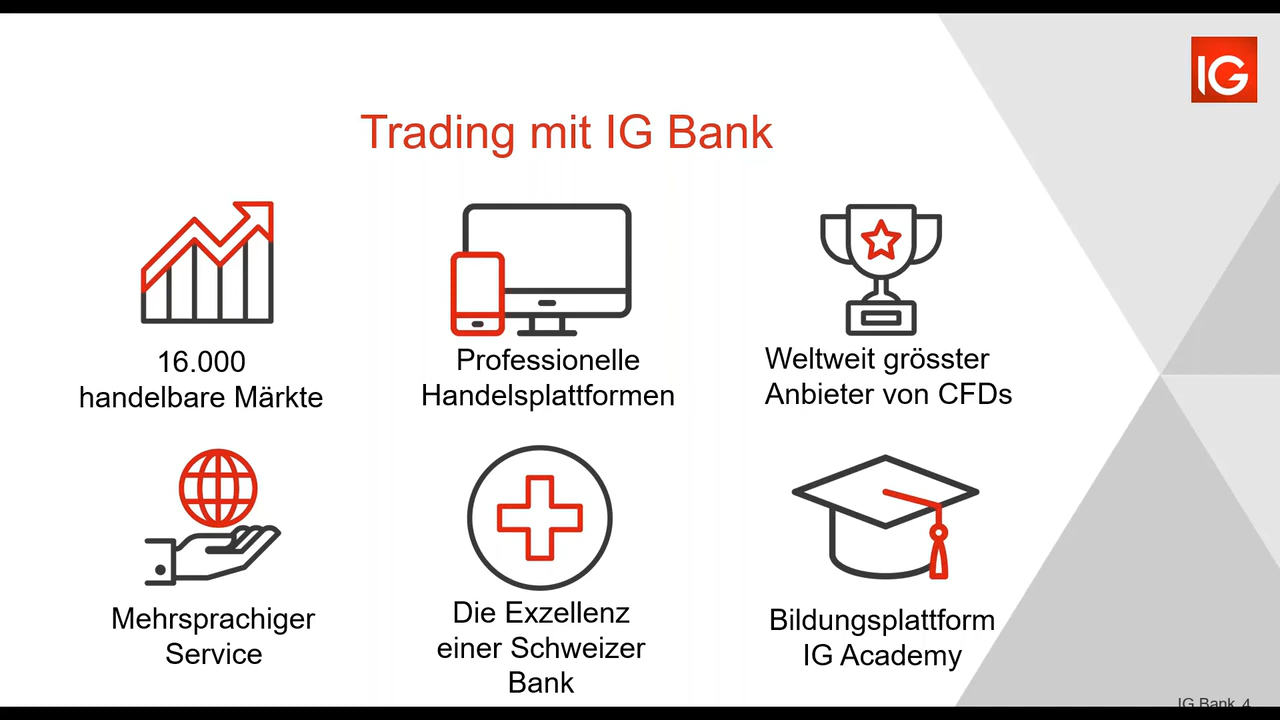 IG
Trading mit IG Bank
16.000
handelbare Märkte
Professionelle
Handelsplattformen
Weltweit grösster
Anbieter von CFDs
Mehrsprachiger
Service
Die Exzellenz
einer Schweizer
Bank
Bildungsplattform
IG Academy
IG Bank 4